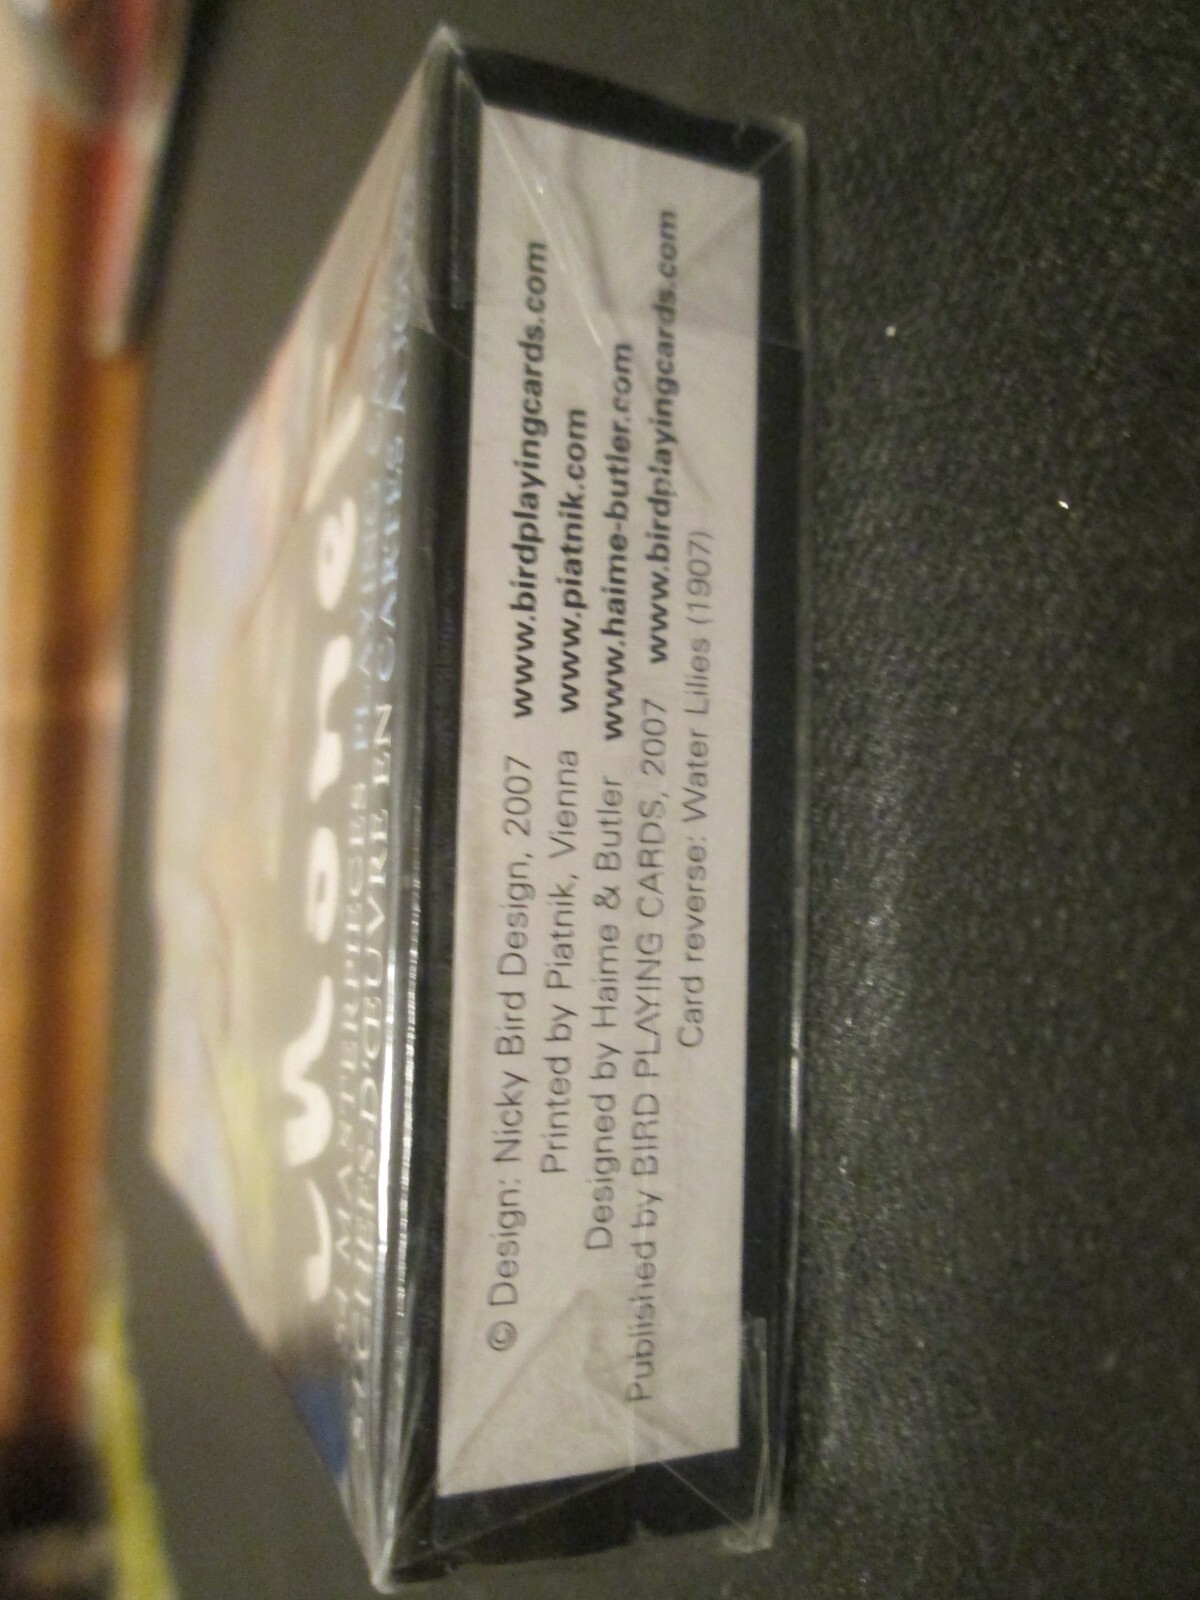 © Design: Nicky Bird Design, 2007 www.birdplayingcards.com
Printed by Piatnik, Vienna www.piatnik.com
Designed by Haime & Butler www.haime-butler.com
Published by BIRD PLAYING CARDS, 2007 www.birdplayingcards.com
Card reverse: Water Lilies (1907)
monet
MASTERPIECES PLAYING
EN CARTES